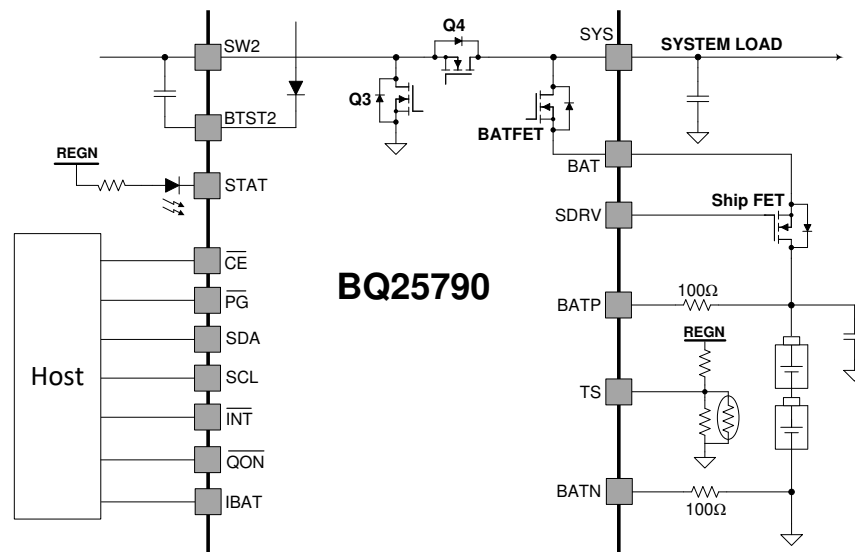 Q4
SYS
SW2
SYSTEM LOAD
Q3
BTST2
BATFET
REGN
BAT
STAT
Ship FET
SDRV
CE
BQ25790
100Ω
PG
BATP
SDA
REGN
Host
SCL
TS
INT
QON
BATN
IBAT
100Ω